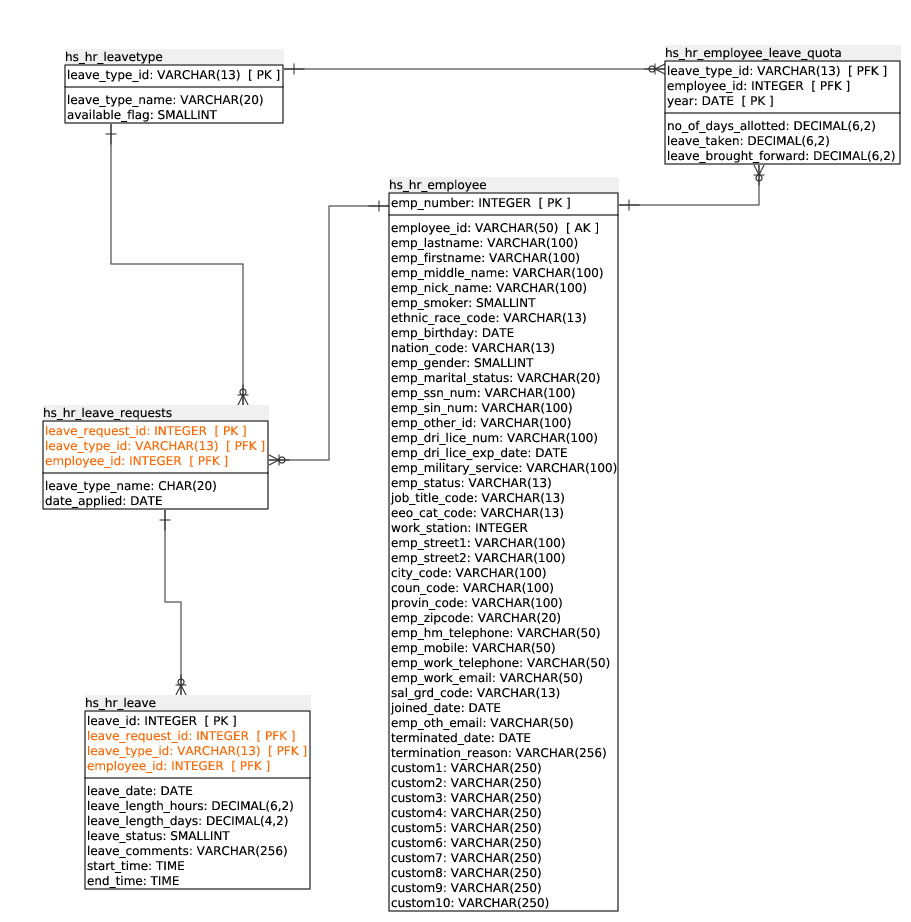 hs_hr_leavetype
leave_type_id: VARCHAR(13)  [ PK ]
leave_type_name: VARCHAR(20)
available_flag: SMALLINT
hs_hr_employee_leave_quota
leave_type_id: VARCHAR(13)  [ PFK ]
employee_id: INTEGER  [ PFK ]
year: DATE  [ PK ]
no_of_days_allotted: DECIMAL(6,2)
leave_taken: DECIMAL(6,2)
leave_brought_forward: DECIMAL(6,2)
hs_hr_employee
emp_number: INTEGER  [ PK ]
employee_id: VARCHAR(50)  [ AK ]
emp_lastname: VARCHAR(100)
emp_firstname: VARCHAR(100)
emp_middle_name: VARCHAR(100)
emp_nick_name: VARCHAR(100)
emp_smoker: SMALLINT
ethnic_race_code: VARCHAR(13)
emp_birthday: DATE
nation_code: VARCHAR(13)
emp_gender: SMALLINT
emp_marital_status: VARCHAR(20)
emp_ssn_num: VARCHAR(100)
emp_sin_num: VARCHAR(100)
emp_other_id: VARCHAR(100)
emp_dri_lice_num: VARCHAR(100)
emp_dri_lice_exp_date: DATE
emp_military_service: VARCHAR(100)
emp_status: VARCHAR(13)
job_title_code: VARCHAR(13)
eeo_cat_code: VARCHAR(13)
work_station: INTEGER
emp_street1: VARCHAR(100)
emp_street2: VARCHAR(100)
city_code: VARCHAR(100)
coun_code: VARCHAR(100)
provin_code: VARCHAR(100)
emp_zipcode: VARCHAR(20)
emp_hm_telephone: VARCHAR(50)
emp_mobile: VARCHAR(50)
emp_work_telephone: VARCHAR(50)
emp_work_email: VARCHAR(50)
sal_grd_code: VARCHAR(13)
joined_date: DATE
emp_oth_email: VARCHAR(50)
terminated_date: DATE
termination_reason: VARCHAR(256)
custom1: VARCHAR(250)
custom2: VARCHAR(250)
custom3: VARCHAR(250)
custom4: VARCHAR(250)
custom5: VARCHAR(250)
custom6: VARCHAR(250)
custom7: VARCHAR(250)
custom8: VARCHAR(250)
custom9: VARCHAR(250)
custom10: VARCHAR(250)
hs_hr_leave_requests
leave_request_id: INTEGER  [ PK ]
leave_type_id: VARCHAR(13)  [ PFK ]
employee_id: INTEGER  [ PFK ]
leave_type_name: CHAR(20)
date_applied: DATE
hs_hr_leave
leave_id: INTEGER  [ PK ]
leave_request_id: INTEGER  [ PFK ]
leave_type_id: VARCHAR(13)  [ PFK ]
employee_id: INTEGER  [ PFK ]
leave_date: DATE
leave_length_hours: DECIMAL(6,2)
leave_length_days: DECIMAL(4,2)
leave_status: SMALLINT
leave_comments: VARCHAR(256)
start_time: TIME
end_time: TIME